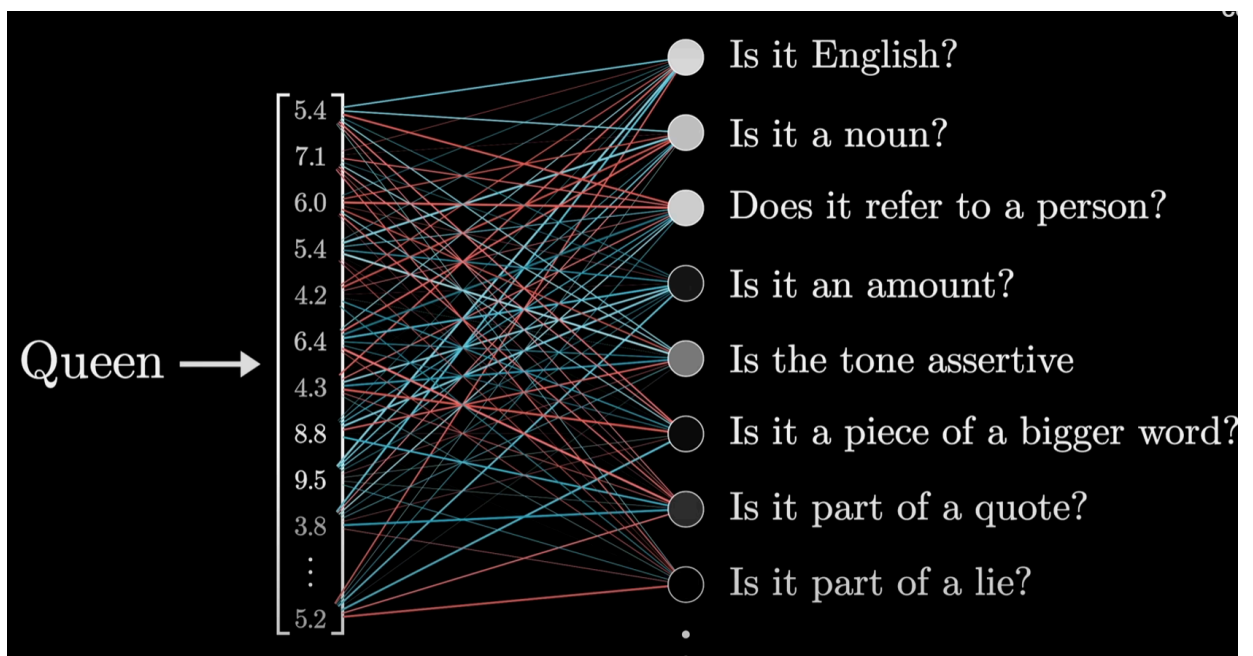 Is it English?
5.4
Is it a noun?
7.1
6.0
Does it refer to a person?
5.4
4.2
Is it an amount?
6.4
Queen
Is the tone assertive
4.3
8.8
Is it a piece of a bigger word?
9.5
Is it part of a quote?
3.8
⋮
Is it part of a lie?
5.2